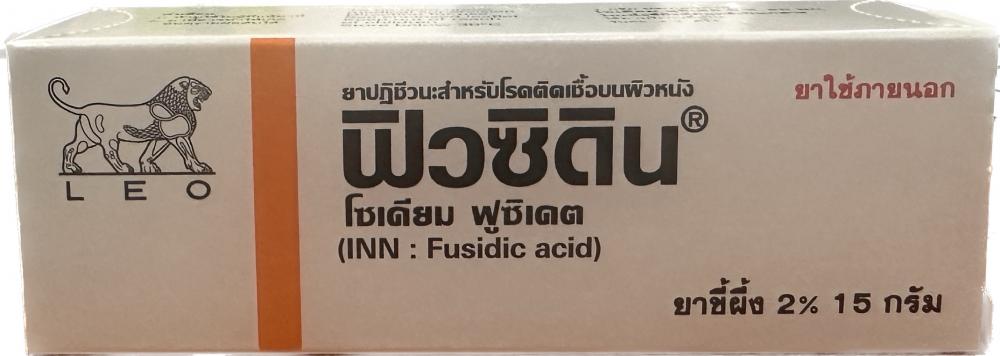 LEO
ยาปฏิชีวนะสำหรับโรคติดเชื้อบนผิวหนัง
ยาใช้ภายนอก
ฟิวซิดิน®
โซเดียม ฟูซิเดต
(INN : Fusidic acid)
ยาขี้ผึ้ง 2% 15 กรัม